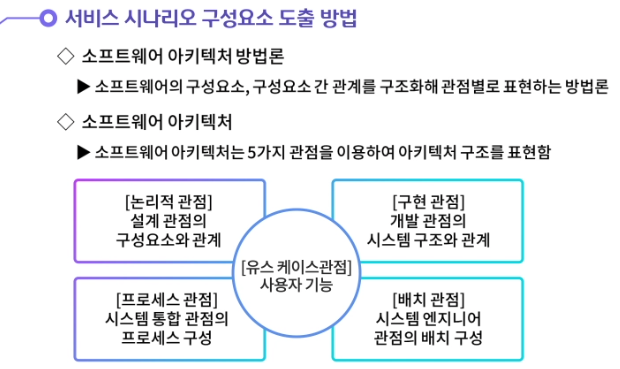 서비스 시나리오 구성요소 도출 방법
◇ 소프트웨어 아키텍처 방법론
▶ 소프트웨어의 구성요소, 구성요소 간 관계를 구조화해 관점별로 표현하는 방법론
◇ 소프트웨어 아키텍처
▶ 소프트웨어 아키텍처는 5가지 관점을 이용하여 아키텍처 구조를 표현함
[논리적 관점]
설계 관점의
구성요소와 관계
[구현 관점]
개발 관점의
시스템 구조와 관계
[유스 케이스관점]
사용자 기능
[프로세스 관점]
시스템 통합 관점의
프로세스 구성
[배치 관점]
시스템 엔지니어
관점의 배치 구성